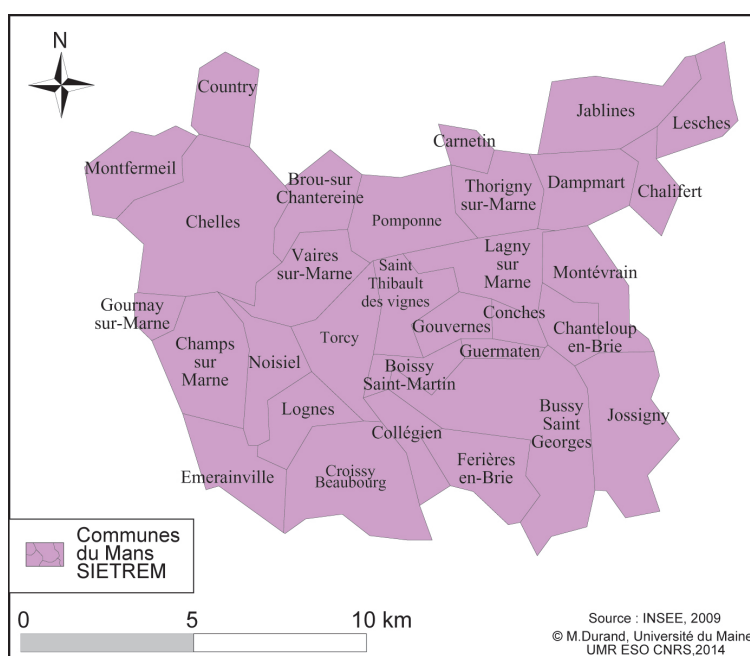 N
Country
Jablines
Lesches
Carnetin
Montfermeil
Brou-sur
Chantereine
Thorigny
sur-Marne
Dampmart
Chalifert
Chelles
Pomponne
Vaires
sur-Marne
Saint
Thibault
des vignes
Lagny
sur
Marne
Montévrain
Gournay
sur-Marne
Conches
Gouvernes
Chanteloup
en-Brie
Champs
sur
Marne
Noisiel
Torcy
Guermaten
Boissy
Saint-Martin
Lognes
Collégien
Bussy
Saint
Georges
Jossigny
Emerainville
Croissy
Beaubourg
Ferières
en-Brie
Communes
du Mans
SIETREM
0 5 10 km
Source : INSEE, 2009
© M.Durand, Université du Maine
UMR ESO CNRS,2014